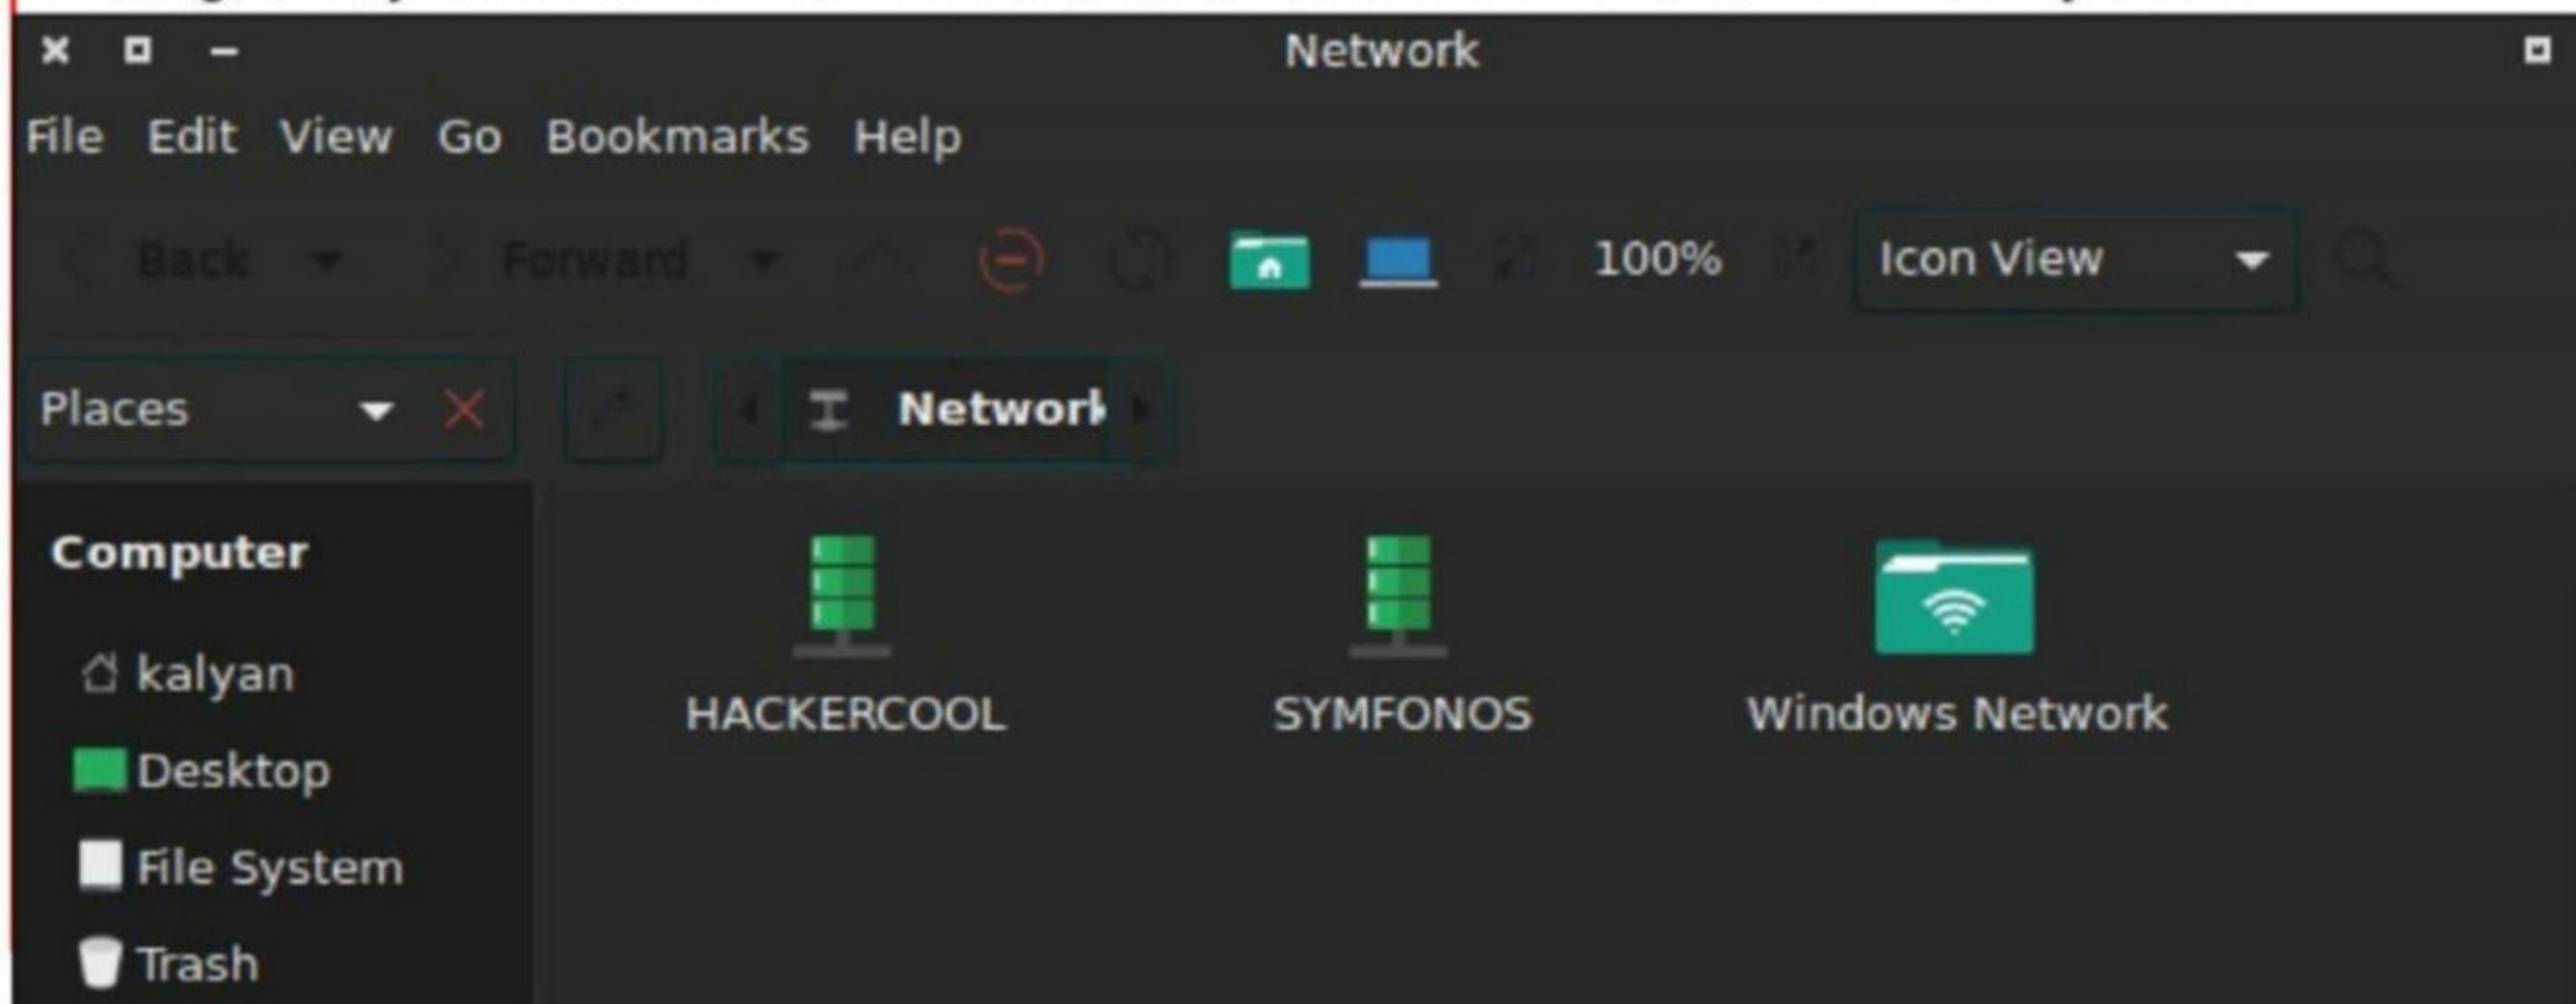 Network
File Edit View Go Bookmarks Help
Back Forward 100% Icon View
Places Network
Computer
kalyan
Desktop
File System
Trash
HACKERCOOL SYMFONOS Windows Network